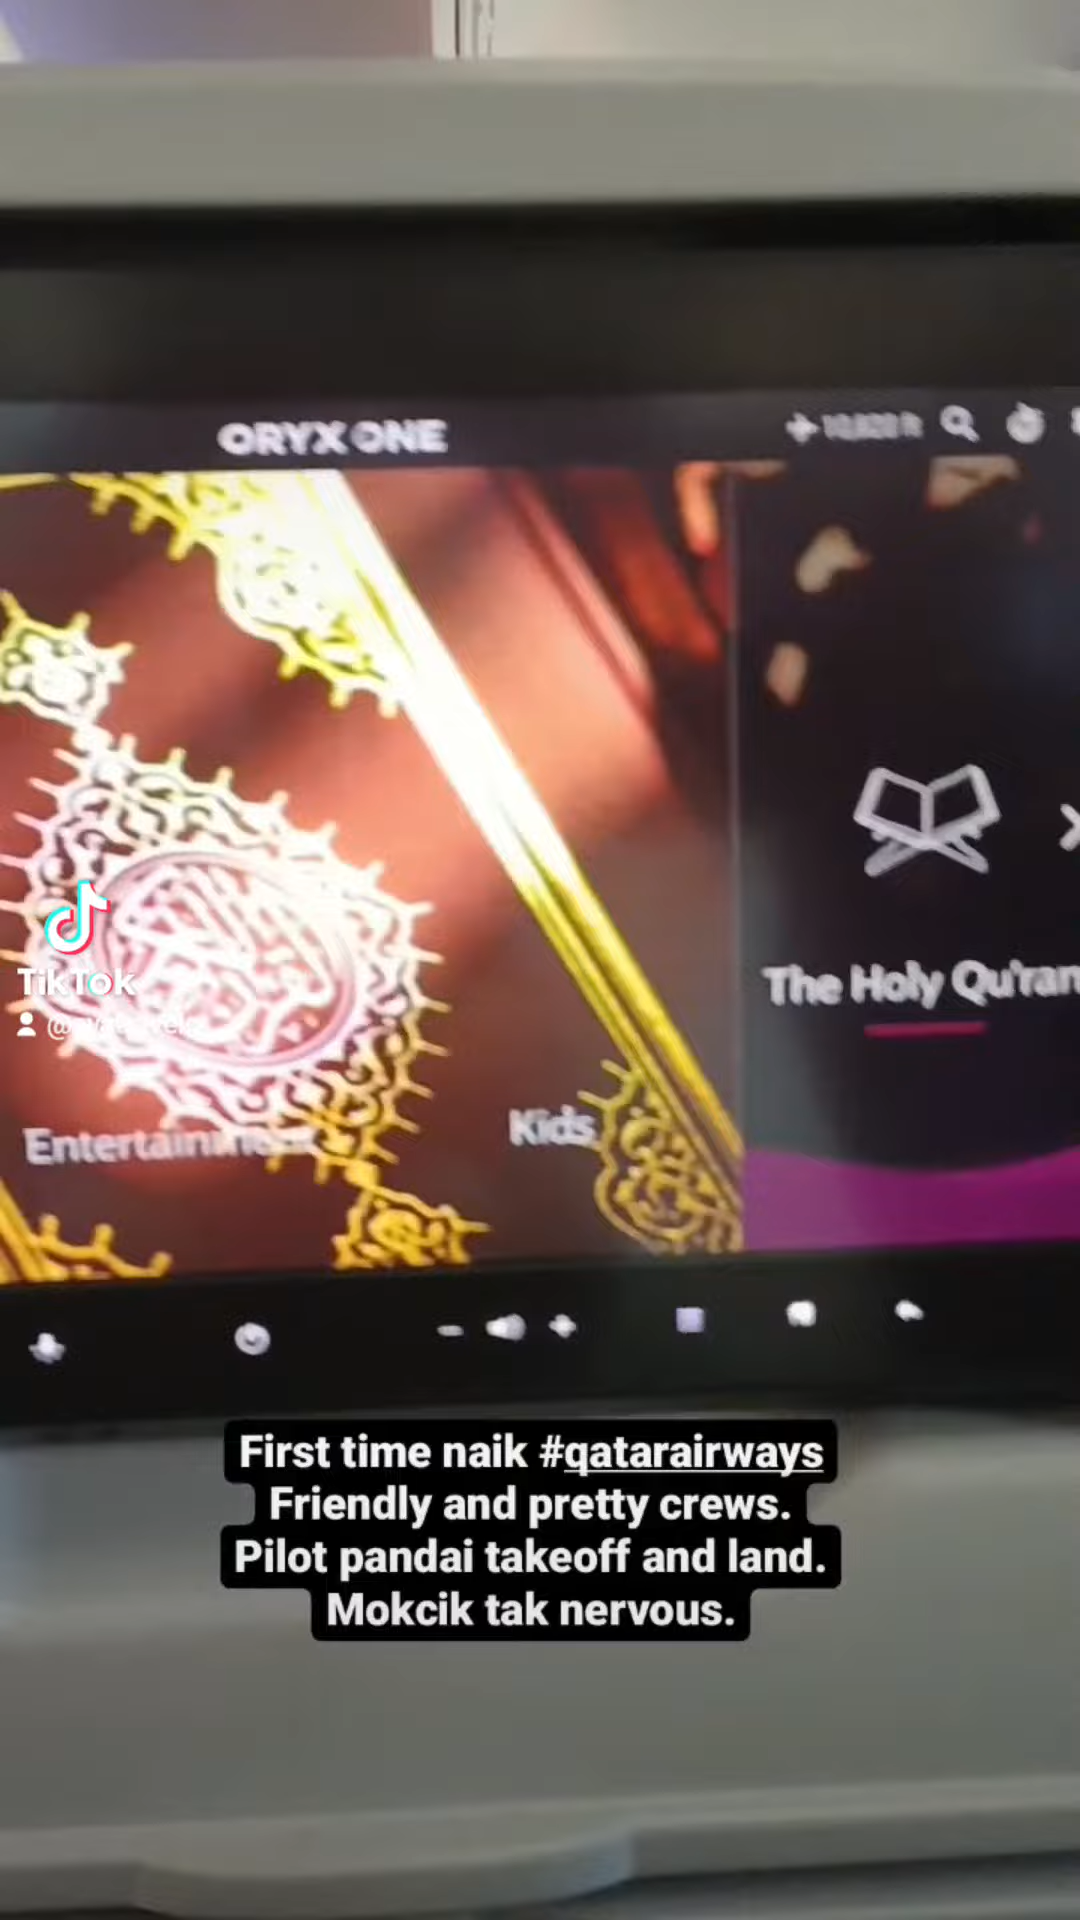 ORYX ONE
The Holy Qu'ran
TikTok
Entertainment
Kids
First time naik #qatarairways
Friendly and pretty crews.
Pilot pandai takeoff and land.
Mokcik tak nervous.